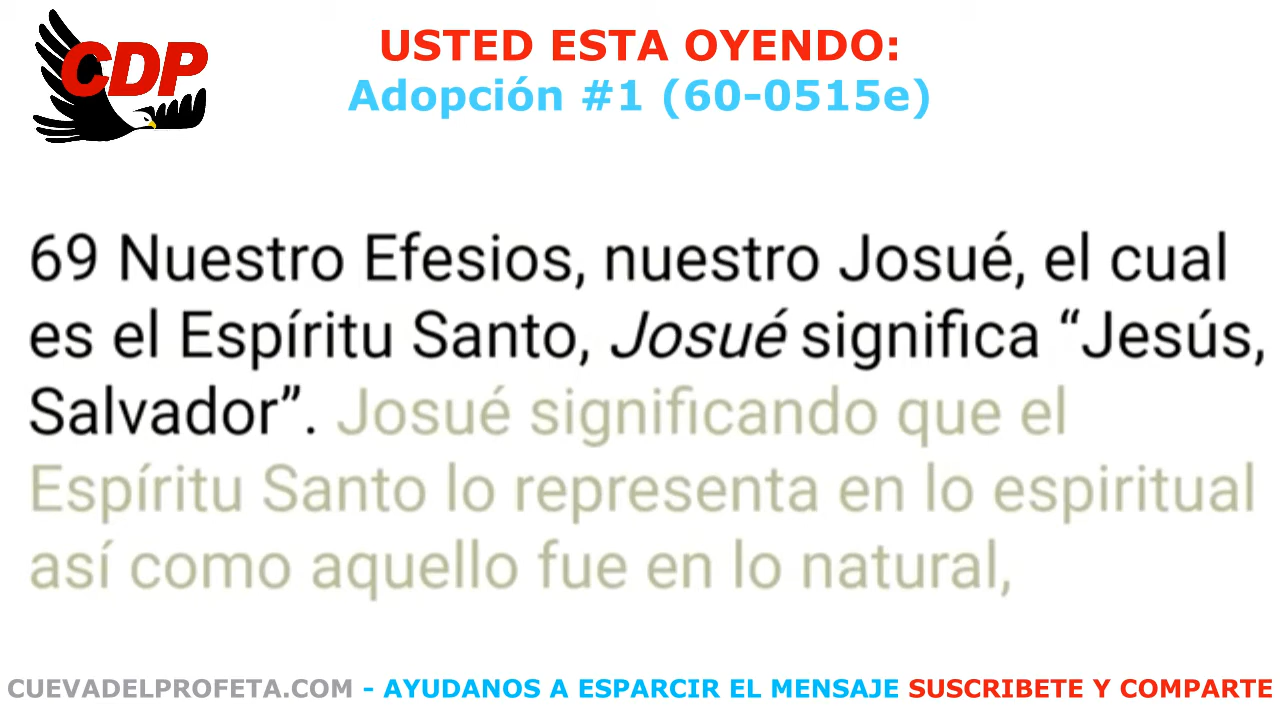 CDP
USTED ESTA OYENDO:
Adopción #1 (60-0515e)
69 Nuestro Efesios, nuestro Josué, el cual
es el Espíritu Santo, Josué significa “Jesús,
Salvador”. Josué significando que el
Espíritu Santo lo representa en lo espiritual
así como aquello fue en lo natural,
CUEVADELPROFETA.COM - AYUDANOS A ESPARCIR EL MENSAJE SUSCRIBETE Y COMPARTE